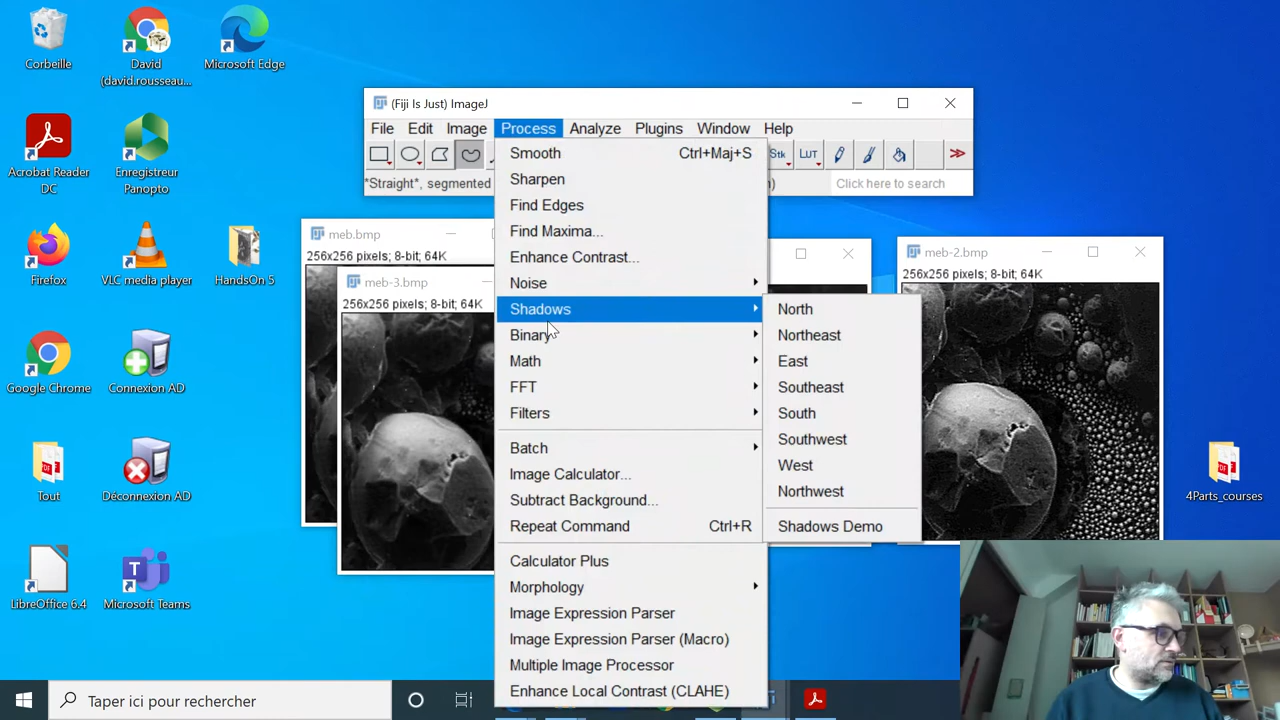 Corbeille
David
(david.rousseau...
Microsoft Edge
Acrobat Reader
DC
Enregistreur
Panopto
Firefox
VLC media player
HandsOn 5
Google Chrome
Connexion AD
Tout
Déconnexion AD
LibreOffice 6.4
Microsoft Teams
4Parts_courses
(Fiji Is Just) ImageJ
File Edit Image Process Analyze Plugins Window Help
Stk LUT >>
*Straight*, segmented
Click here to search
Smooth Ctrl+Maj+S
Sharpen
Find Edges
Find Maxima...
Enhance Contrast...
Noise
Shadows
Binary
Math
FFT
Filters
Batch
Image Calculator...
Subtract Background...
Repeat Command Ctrl+R
Calculator Plus
Morphology
Image Expression Parser
Image Expression Parser (Macro)
Multiple Image Processor
Enhance Local Contrast (CLAHE)
North
Northeast
East
Southeast
South
Southwest
West
Northwest
Shadows Demo
meb.bmp
256x256 pixels; 8-bit; 64K
meb-3.bmp
256x256 pixels; 8-bit; 64K
meb-2.bmp
256x256 pixels; 8-bit; 64K
Taper ici pour rechercher